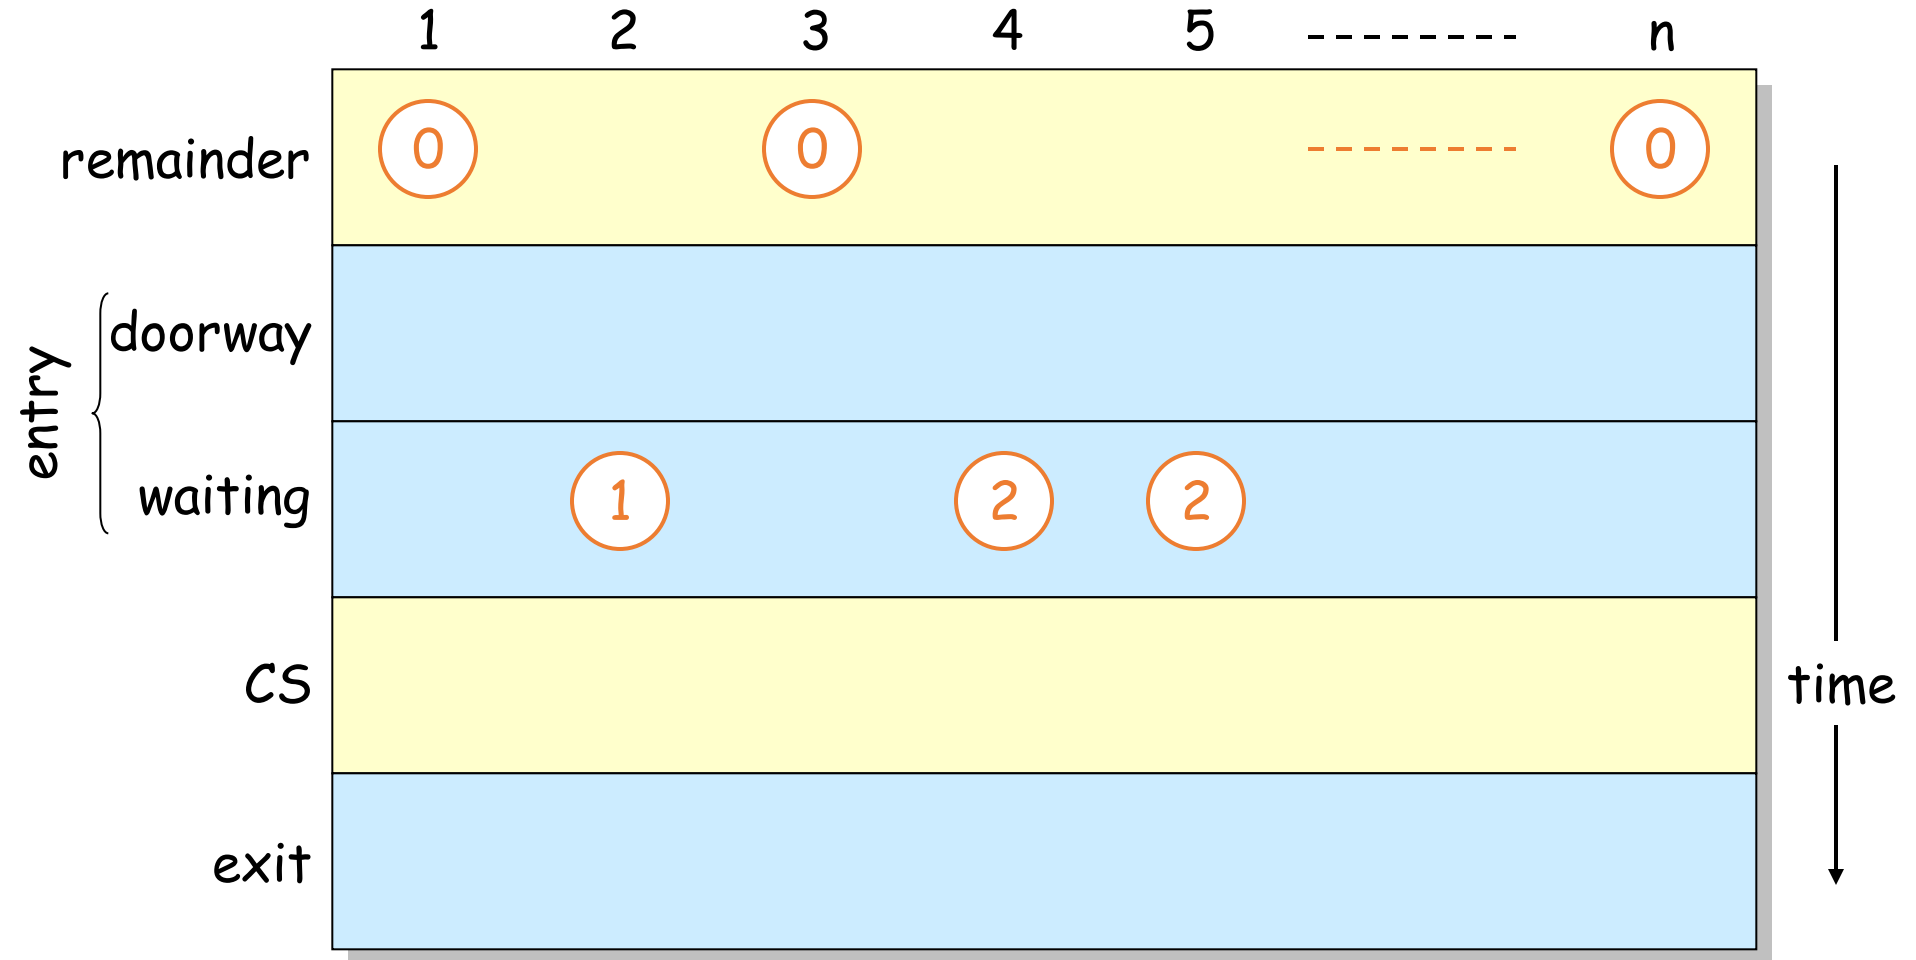 1 2 3 4 5 n
remainder 0 0 0
entry
doorway
waiting 1 2 2
CS
time
exit